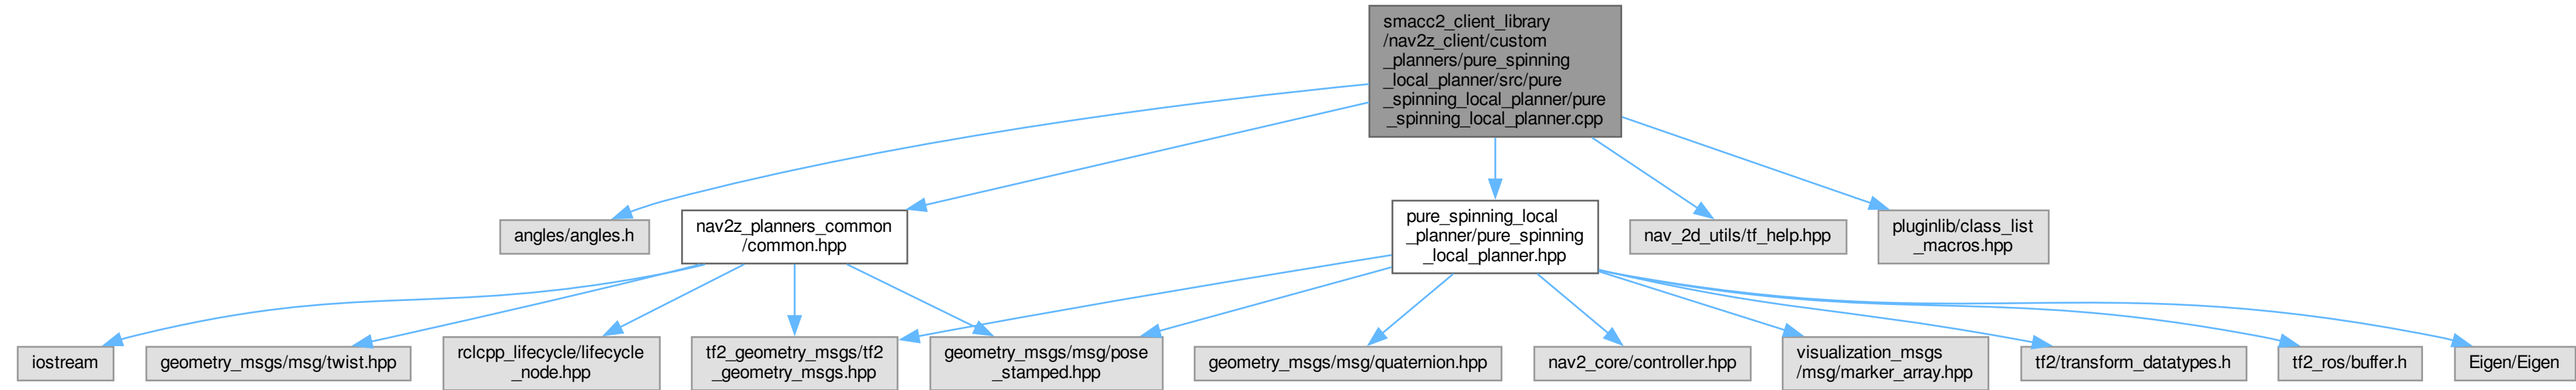 smacc2_client_library
/nav2z_client/custom
_planners/pure_spinning
_local_planner/src/pure
_spinning_local_planner/pure
_spinning_local_planner.cpp
angles/angles.h
nav2z_planners_common
/common.hpp
pure_spinning_local
_planner/pure_spinning
_local_planner.hpp
nav_2d_utils/tf_help.hpp
pluginlib/class_list
_macros.hpp
iostream
geometry_msgs/msg/twist.hpp
rclcpp_lifecycle/lifecycle
_node.hpp
tf2_geometry_msgs/tf2
_geometry_msgs.hpp
geometry_msgs/msg/pose
_stamped.hpp
geometry_msgs/msg/quaternion.hpp
nav2_core/controller.hpp
visualization_msgs
/msg/marker_array.hpp
tf2/transform_datatypes.h
tf2_ros/buffer.h
Eigen/Eigen